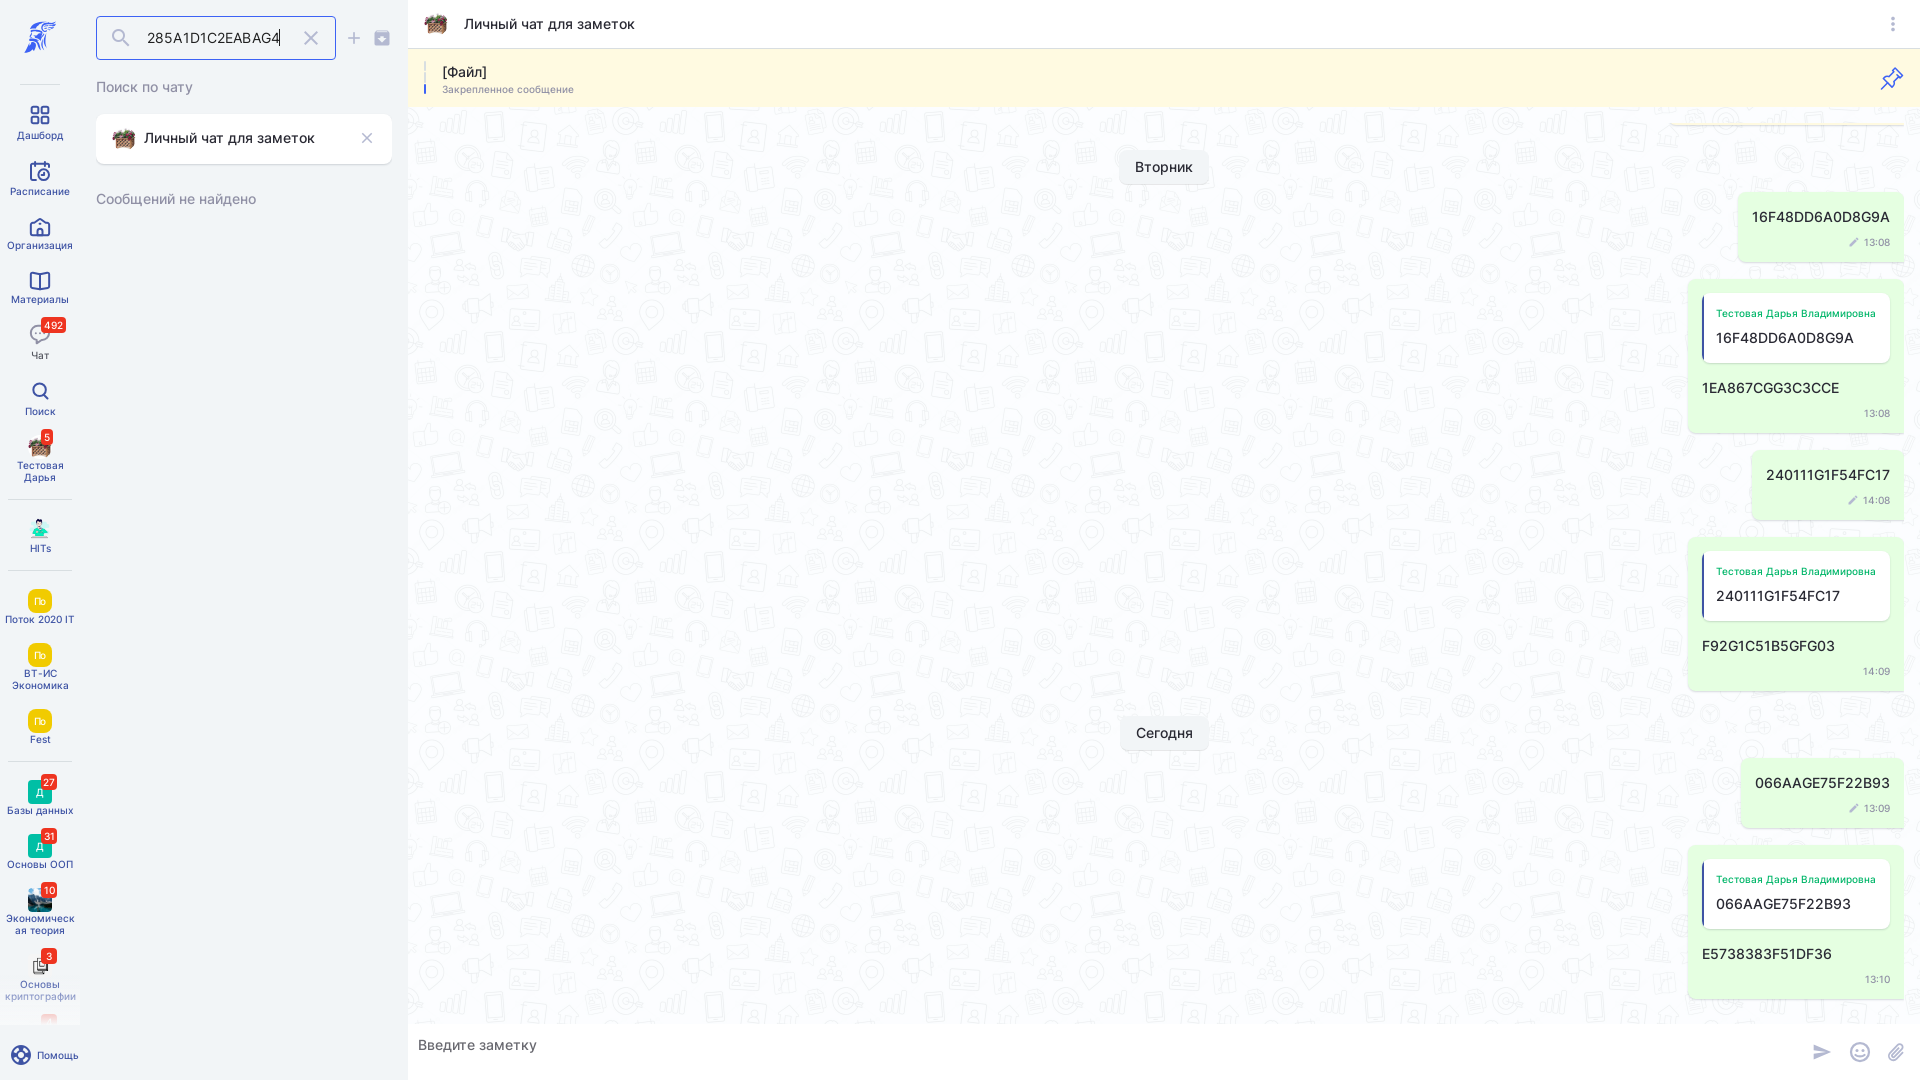 285A1D1C2EABAG4
Поиск по чату
Личный чат для заметок
Сообщений не найдено
Дашборд
Расписание
Организация
Материалы
492
Чат
Поиск
5
Тестовая
Дарья
HITs
По
Поток 2020 IT
По
ВТ-ИС
Экономика
По
Fest
27
Д
Базы данных
31
Д
Основы ООП
10
Экономическ
ая теория
3
Основы
криптографии
Помощь
Личный чат для заметок
[Файл]
Закрепленное сообщение
Вторник
16F48DD6A0D8G9A
13:08
Тестовая Дарья Владимировна
16F48DD6A0D8G9A
1EA867CGG3C3CCE
13:08
240111G1F54FC17
14:08
Тестовая Дарья Владимировна
240111G1F54FC17
F92G1C51B5GFG03
14:09
Сегодня
066AAGE75F22B93
13:09
Тестовая Дарья Владимировна
066AAGE75F22B93
E5738383F51DF36
13:10
Введите заметку